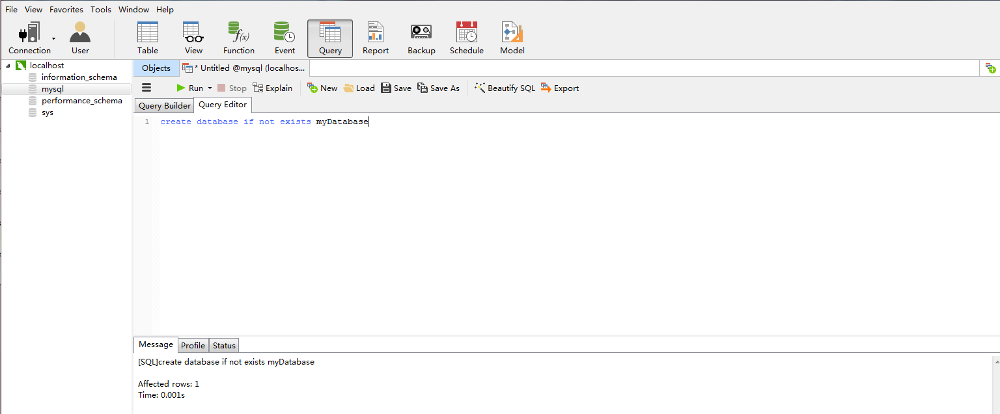 File View Favorites Tools Window Help
Connection User Table View Function Event Query Report Backup Schedule Model
localhost
information_schema
mysql
performance_schema
sys
Objects * Untitled @mysql (localhos...
Run Stop Explain New Load Save Save As Beautify SQL Export
Query Builder Query Editor
1 create database if not exists myDatabase
Message Profile Status
[SQL]create database if not exists myDatabase
Affected rows: 1
Time: 0.001s